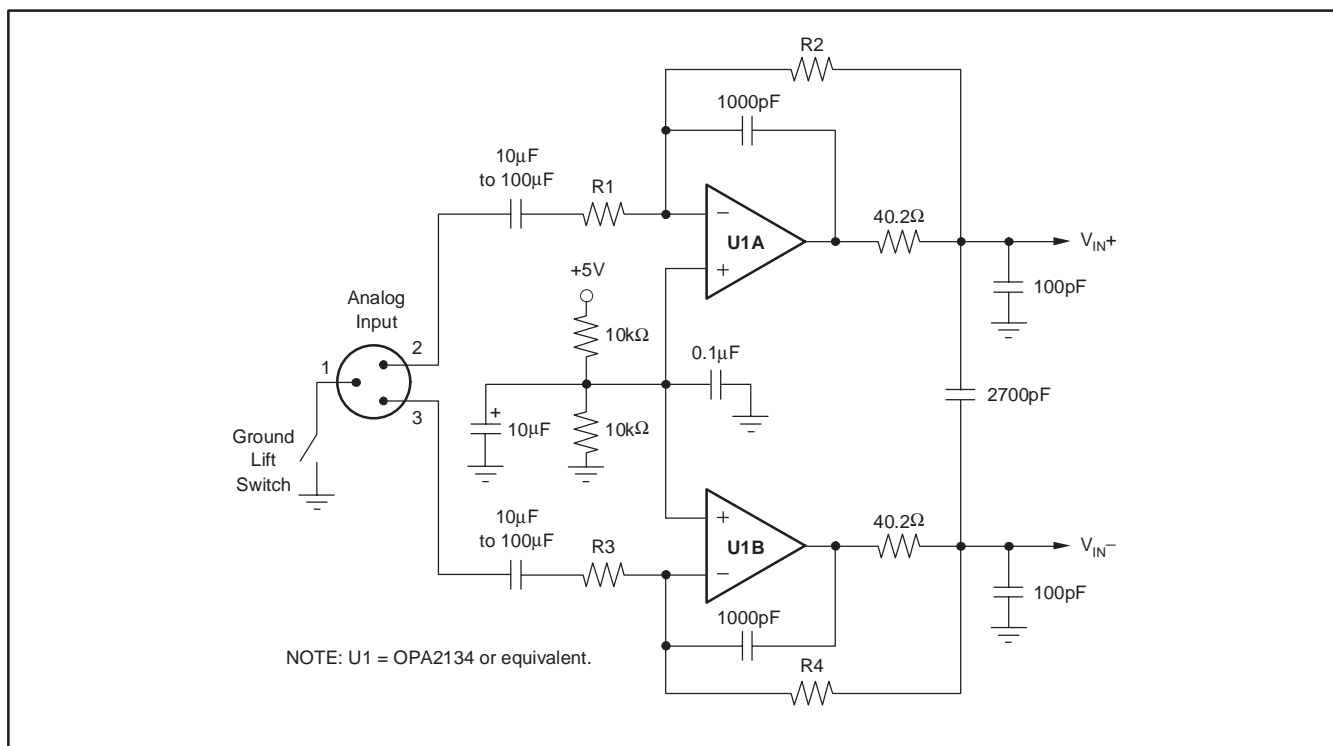 R2
1000pF
10µF
to 100µF
R1
−
U1A
+
40.2Ω
V_IN+
100pF
+5V
10kΩ
Analog
Input
2
1
3
0.1µF
+
10µF
10kΩ
2700pF
Ground
Lift
Switch
10µF
to 100µF
R3
+
U1B
−
40.2Ω
V_IN−
100pF
1000pF
R4
NOTE: U1 = OPA2134 or equivalent.